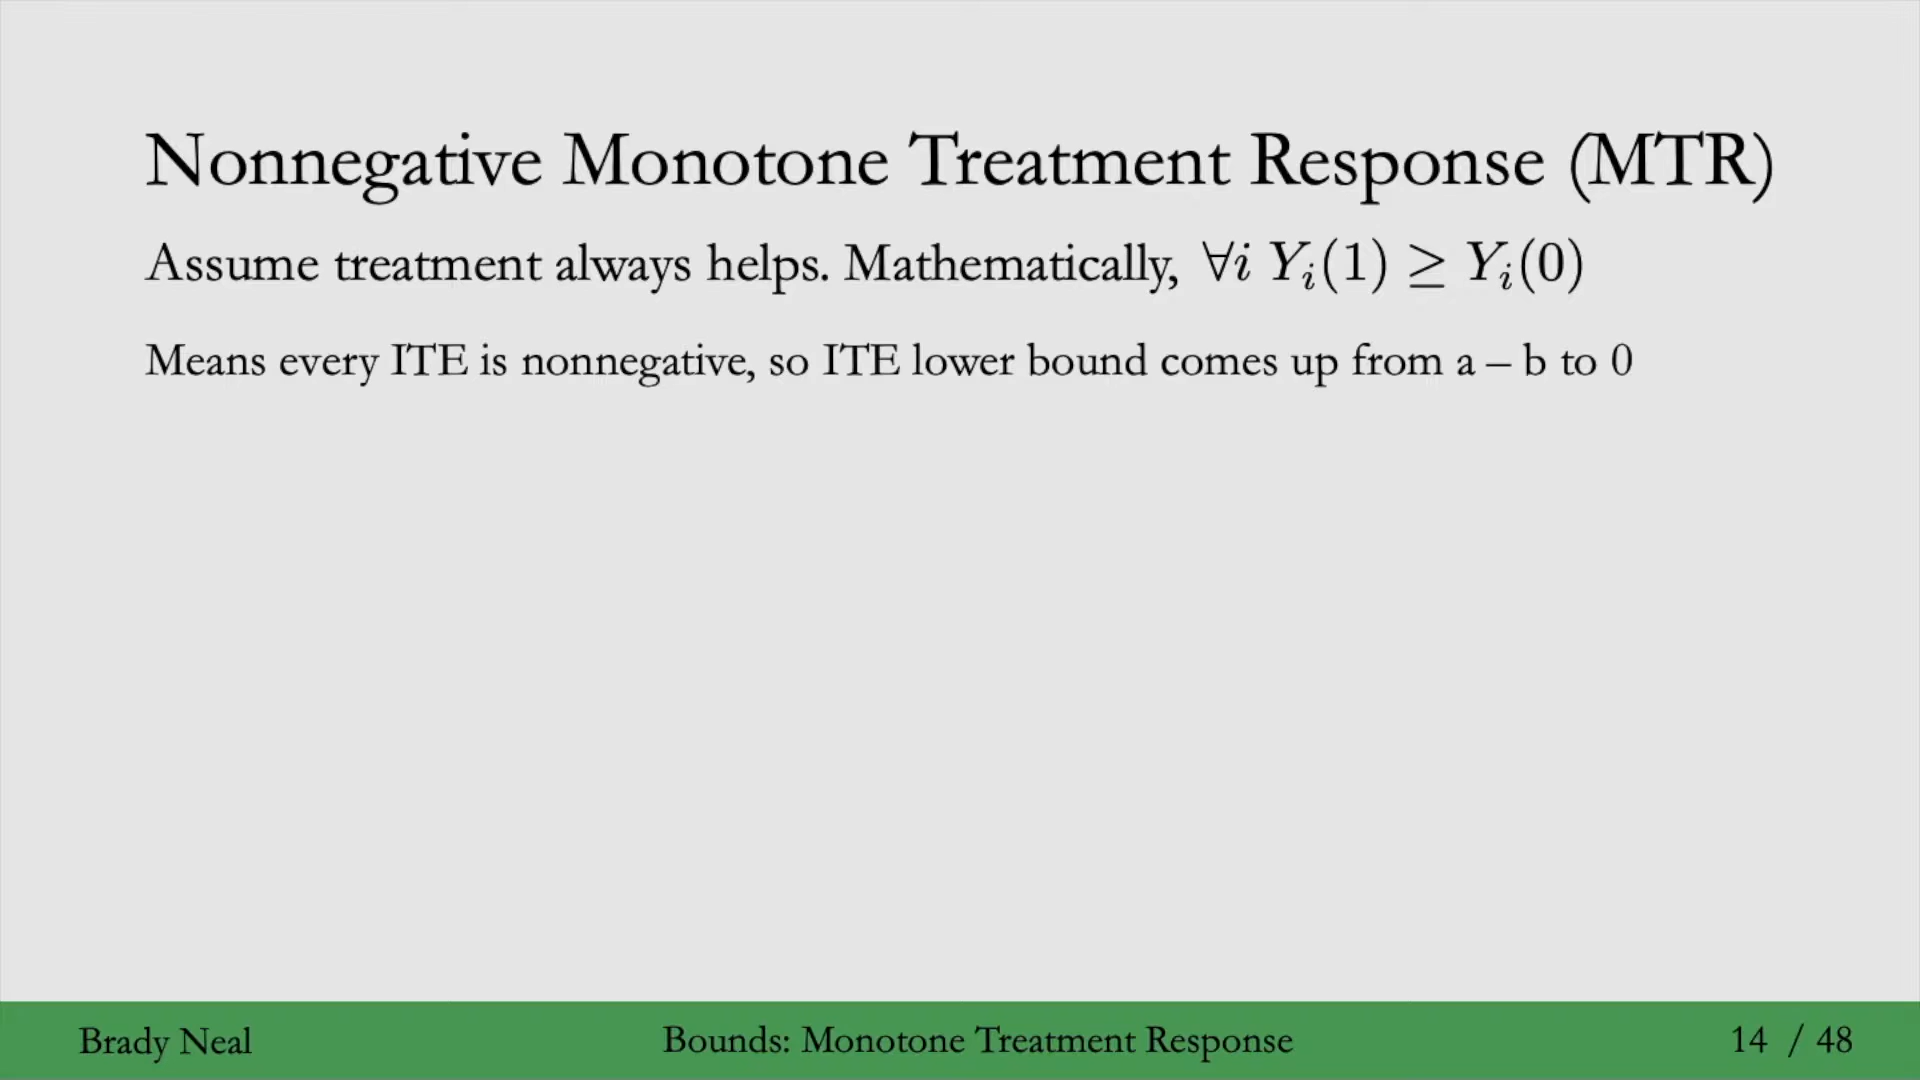 Nonnegative Monotone Treatment Response (MTR)
Assume treatment always helps. Mathematically, ∀i Yᵢ(1) ≥ Yᵢ(0)
Means every ITE is nonnegative, so ITE lower bound comes up from a – b to 0
Brady Neal
Bounds: Monotone Treatment Response
14 / 48